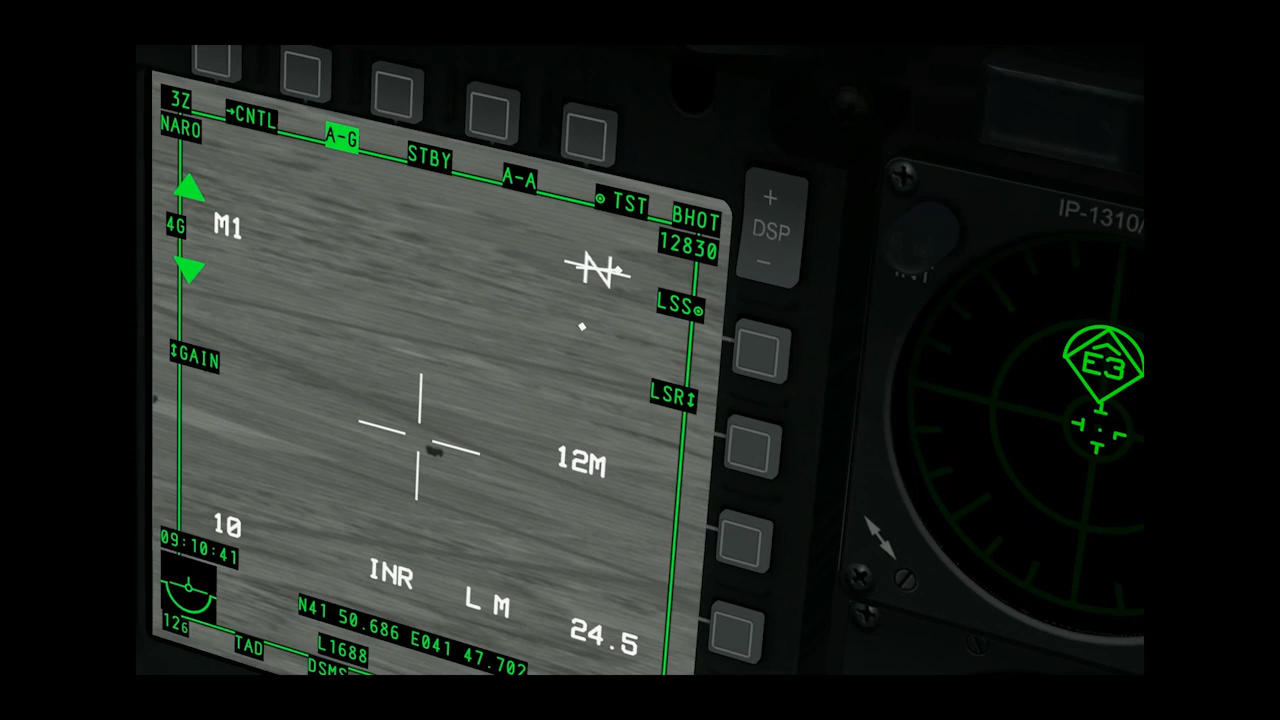 3Z
→CNTL
A-G
STBY
A-A
TST
BHOT
NARO
12830
4G
M1
N
LSS
↕GAIN
LSR↕
12M
10
09:10:41
INR
L M
24.5
N41 50.686 E041 47.702
126
TAD
L1688
DSMS
+
DSP
−
IP-1310/
INT
E3